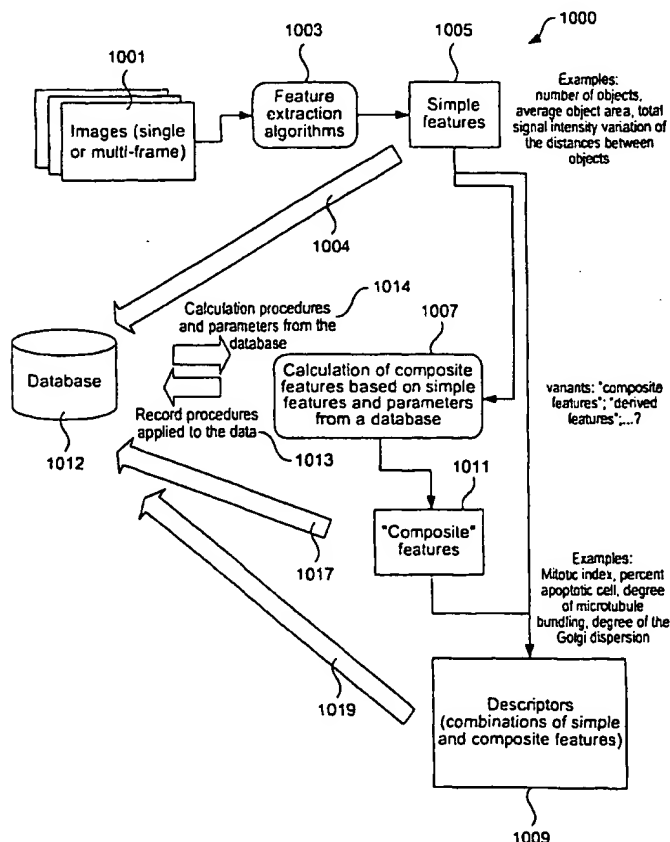 1000
1001
1003
1005
Images (single
or multi-frame)
Feature
extraction
algorithms
Simple
features
Examples:
number of objects,
average object area, total
signal intensity variation of
the distances between
objects
1004
Calculation procedures
and parameters from the
database
1014
1007
Database
1012
Calculation of composite
features based on simple
features and parameters
from a database
variants: "composite
features"; "derived
features";...?
Record procedures
applied to the data
1013
1011
"Composite"
features
1017
Examples:
Mitotic index, percent
apoptotic cell, degree
of microtubule
bundling, degree of the
Golgi dispersion
1019
Descriptors
(combinations of simple
and composite features)
1009